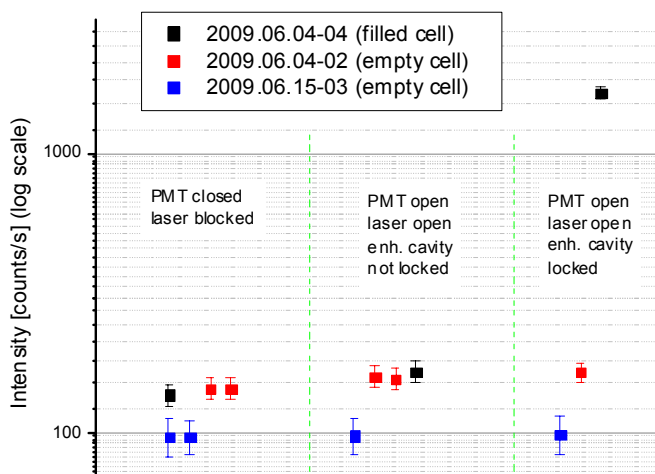 2009.06.04-04 (filled cell)
2009.06.04-02 (empty cell)
2009.06.15-03 (empty cell)
Intensity [counts/s] (log scale)
1000
100
PMT closed
laser blocked
PMT open
laser open
enh. cavity
not locked
PMT open
laser open
enh. cavity
locked